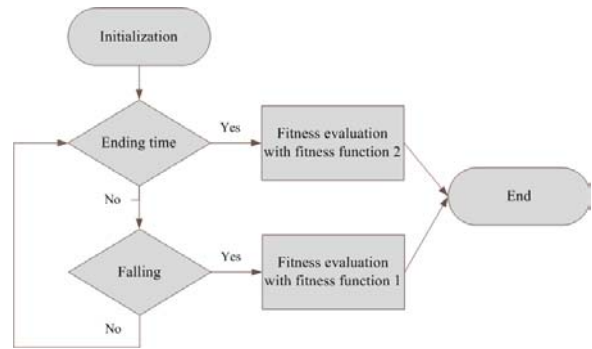 Initialization
Ending time
Yes
Fitness evaluation
with fitness function 2
No
End
Falling
Yes
Fitness evaluation
with fitness function 1
No